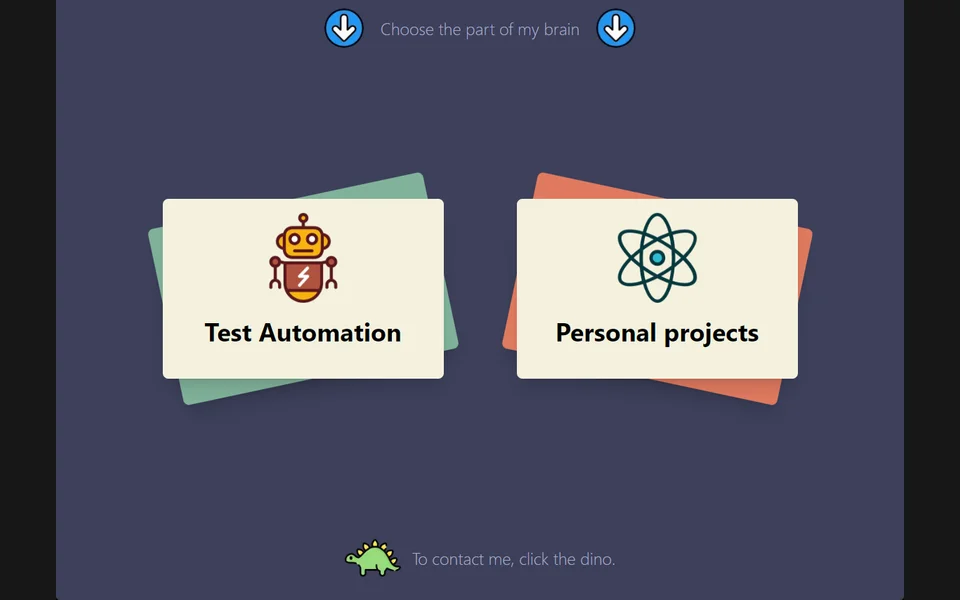 Choose the part of my brain
Test Automation
Personal projects
To contact me, click the dino.